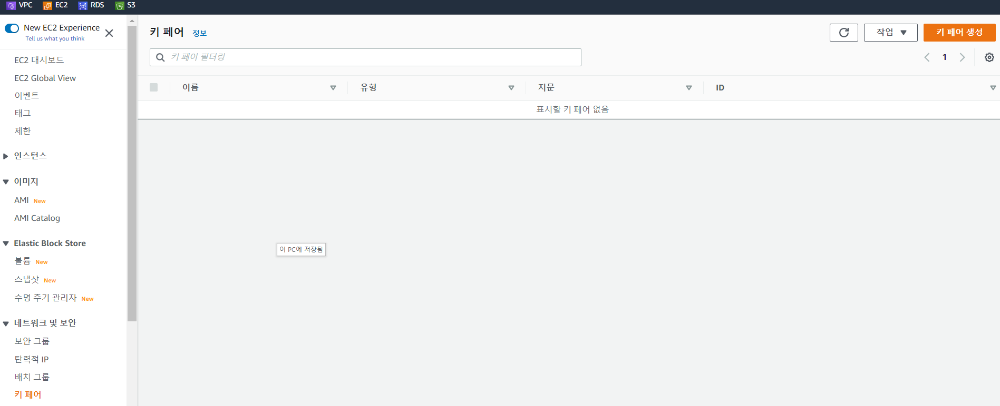 VPC EC2 RDS S3
New EC2 Experience
Tell us what you think
EC2 대시보드
EC2 Global View
이벤트
태그
제한
인스턴스
이미지
AMI New
AMI Catalog
Elastic Block Store
볼륨 New
스냅샷 New
수명 주기 관리자 New
네트워크 및 보안
보안 그룹
탄력적 IP
배치 그룹
키 페어
키 페어 정보
작업
키 페어 생성
키 페어 필터링
1
이름 유형 지문 ID
표시할 키 페어 없음
이 PC에 저장됨